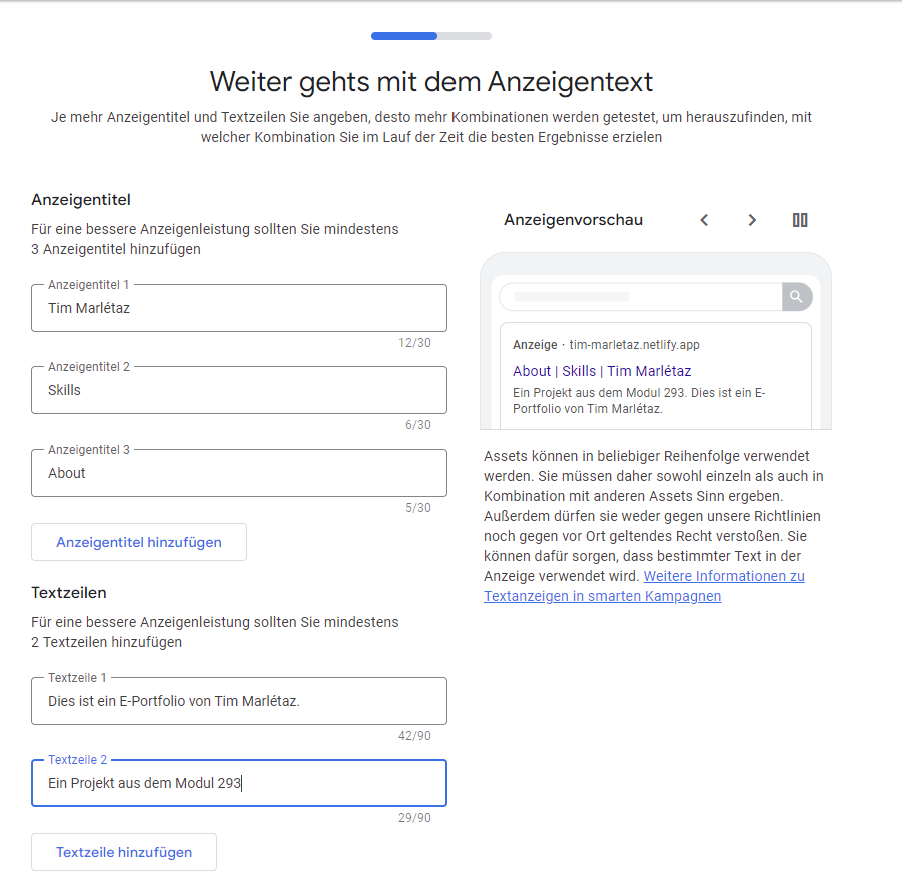 Weiter gehts mit dem Anzeigentext
Je mehr Anzeigentitel und Textzeilen Sie angeben, desto mehr Kombinationen werden getestet, um herauszufinden, mit
welcher Kombination Sie im Lauf der Zeit die besten Ergebnisse erzielen
Anzeigentitel
Für eine bessere Anzeigenleistung sollten Sie mindestens
3 Anzeigentitel hinzufügen
Anzeigentitel 1
Tim Marlétaz
12/30
Anzeigentitel 2
Skills
6/30
Anzeigentitel 3
About
5/30
Anzeigentitel hinzufügen
Textzeilen
Für eine bessere Anzeigenleistung sollten Sie mindestens
2 Textzeilen hinzufügen
Textzeile 1
Dies ist ein E-Portfolio von Tim Marlétaz.
42/90
Textzeile 2
Ein Projekt aus dem Modul 293
29/90
Textzeile hinzufügen
Anzeigenvorschau
Anzeige · tim-marletaz.netlify.app
About | Skills | Tim Marlétaz
Ein Projekt aus dem Modul 293. Dies ist ein E-
Portfolio von Tim Marlétaz.
Assets können in beliebiger Reihenfolge verwendet
werden. Sie müssen daher sowohl einzeln als auch in
Kombination mit anderen Assets Sinn ergeben.
Außerdem dürfen sie weder gegen unsere Richtlinien
noch gegen vor Ort geltendes Recht verstoßen. Sie
können dafür sorgen, dass bestimmter Text in der
Anzeige verwendet wird. Weitere Informationen zu
Textanzeigen in smarten Kampagnen